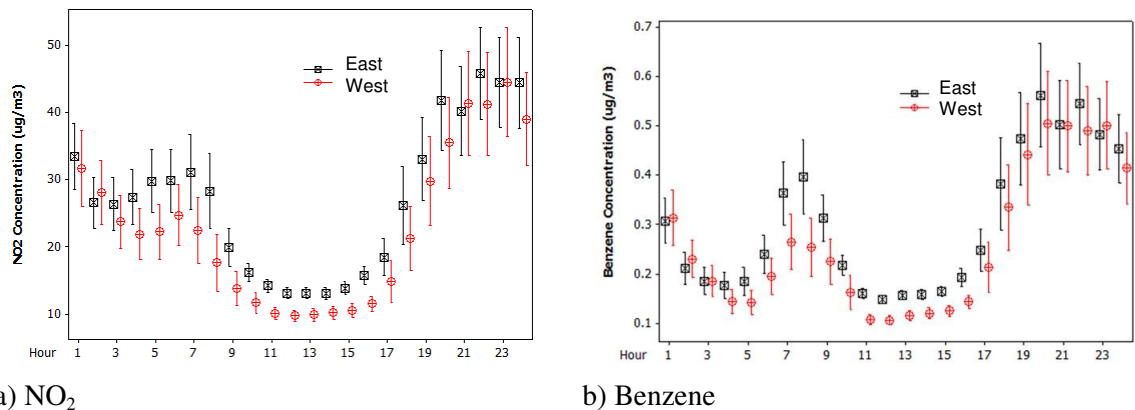 50
40
30
20
10
NO2 Concentration (ug/m3)
East
West
Hour 1 3 5 7 9 11 13 15 17 19 21 23
0.7
0.6
0.5
0.4
0.3
0.2
0.1
Benzene Concentration (ug/m3)
East
West
Hour 1 3 5 7 9 11 13 15 17 19 21 23
) NO₂
b) Benzene